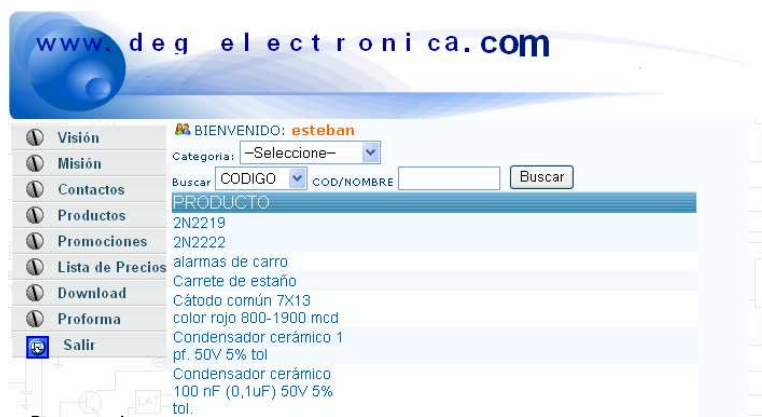 www. deg electronica.com
BIENVENIDO: esteban
Categoria: –Seleccione–
Buscar CODIGO COD/NOMBRE Buscar
Visión
Misión
Contactos
Productos
Promociones
Lista de Precios
Download
Proforma
Salir
PRODUCTO
2N2219
2N2222
alarmas de carro
Carrete de estaño
Cátodo común 7X13
color rojo 800-1900 mcd
Condensador cerámico 1
pf. 50V 5% tol
Condensador cerámico
100 nF (0,1uF) 50V 5%
tol.
LAT